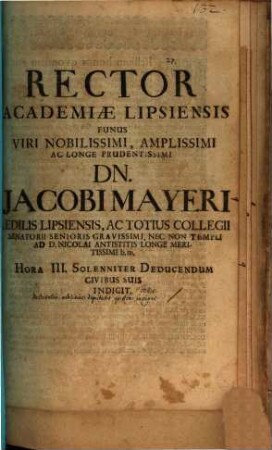 132.
RECTOR
ACADEMIÆ LIPSIENSIS
FUNUS
VIRI NOBILISSIMI, AMPLISSIMI
AC LONGE PRUDENTISSIMI
DN.
JACOBI MAYERI
ÆDILIS LIPSIENSIS, AC TOTIUS COLLEGII
SENATORII SENIORIS GRAVISSIMI, NEC NON TEMPLI
AD D. NICOLAI ANTISTITIS LONGE MERI-
TISSIMI b. m.
HORA III. SOLENNITER DEDUCENDUM
CIVIBUS SUIS
INDICIT.